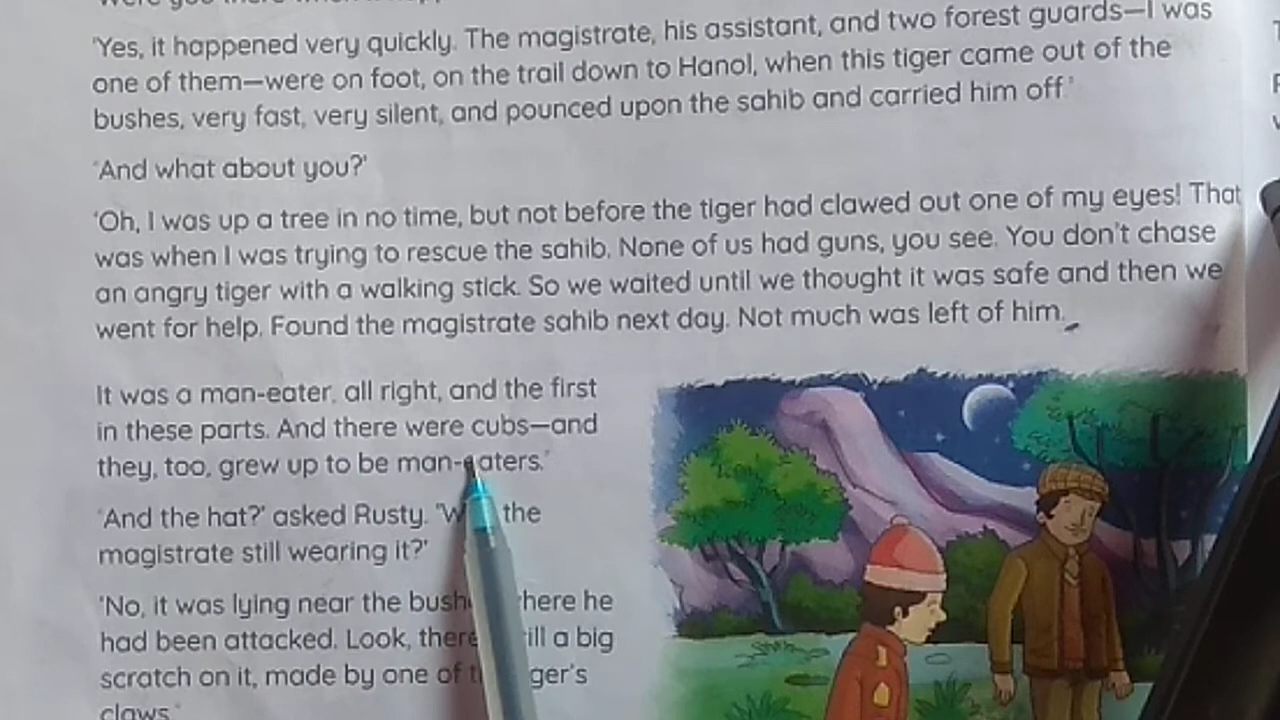 'Yes, it happened very quickly. The magistrate, his assistant, and two forest guards—I was
one of them—were on foot, on the trail down to Hanol, when this tiger came out of the
bushes, very fast, very silent, and pounced upon the sahib and carried him off.'
'And what about you?'
'Oh, I was up a tree in no time, but not before the tiger had clawed out one of my eyes! That
was when I was trying to rescue the sahib. None of us had guns, you see. You don't chase
an angry tiger with a walking stick. So we waited until we thought it was safe and then we
went for help. Found the magistrate sahib next day. Not much was left of him.
It was a man-eater, all right, and the first
in these parts. And there were cubs—and
they, too, grew up to be man-eaters.'
'And the hat?' asked Rusty. the
magistrate still wearing it?'
'No, it was lying near the he
had been attacked. Look, a big
scratch on it, made by one of
claws.'